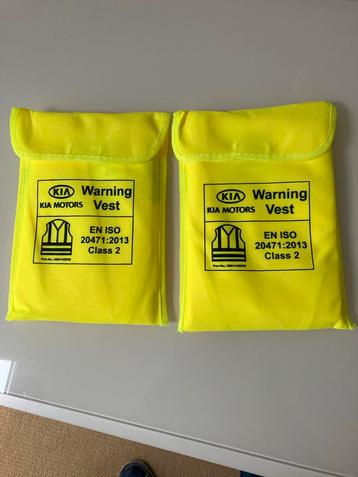 KIA
KIA MOTORS
Warning
Vest
EN ISO
20471:2013
Class 2
KIA
KIA MOTORS
Warning
Vest
EN ISO
20471:2013
Class 2